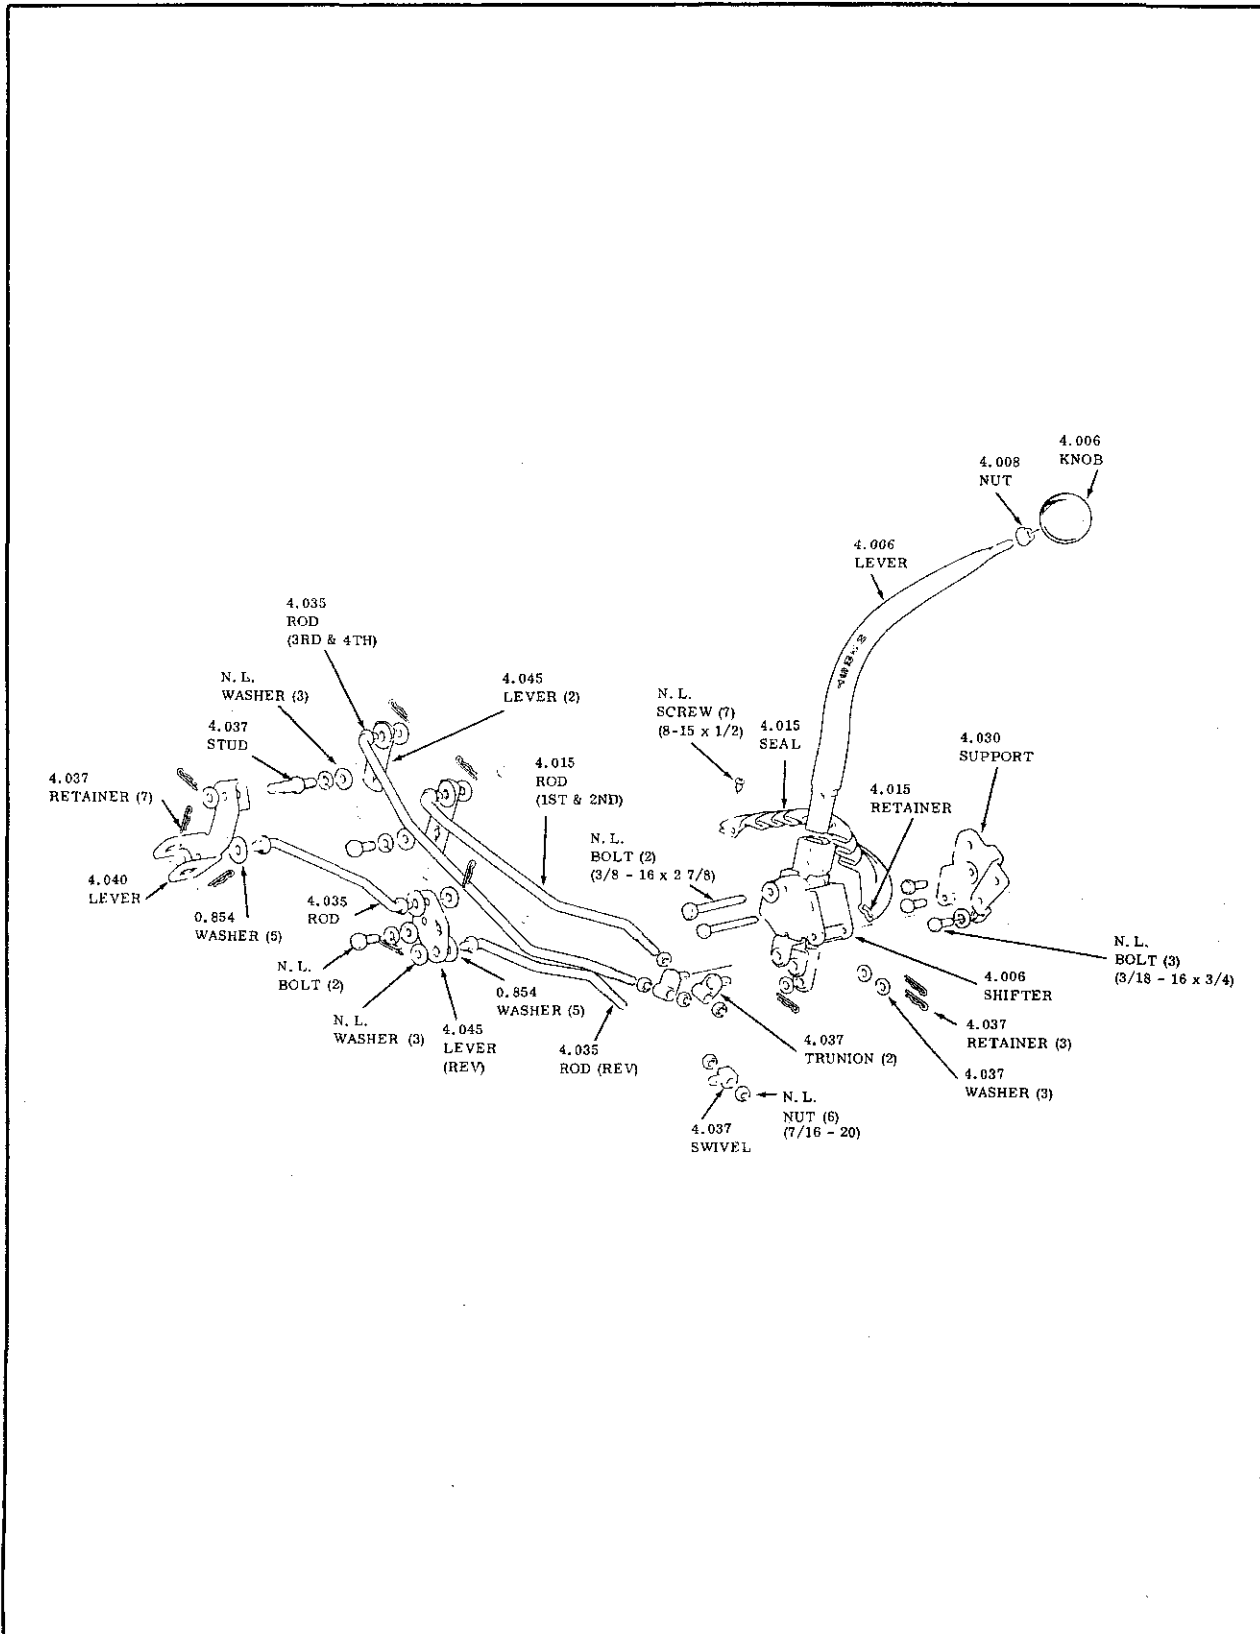 4.006
KNOB
4.008
NUT
4.006
LEVER
4.035
ROD
(3RD & 4TH)
N. L.
WASHER (3)
4.045
LEVER (2)
N. L.
SCREW (7)
(8-15 x 1/2)
4.037
STUD
4.015
SEAL
4.030
SUPPORT
4.037
RETAINER (7)
4.015
ROD
(1ST & 2ND)
4.015
RETAINER
N. L.
BOLT (2)
(3/8 - 16 x 2 7/8)
4.040
LEVER
0.854
WASHER (5)
4.035
ROD
N. L.
BOLT (2)
N. L.
BOLT (3)
(3/18 - 16 x 3/4)
4.006
SHIFTER
0.854
WASHER (5)
N. L.
WASHER (3)
4.045
LEVER
(REV)
4.035
ROD (REV)
4.037
TRUNION (2)
4.037
RETAINER (3)
4.037
WASHER (3)
N. L.
NUT (6)
(7/16 - 20)
4.037
SWIVEL